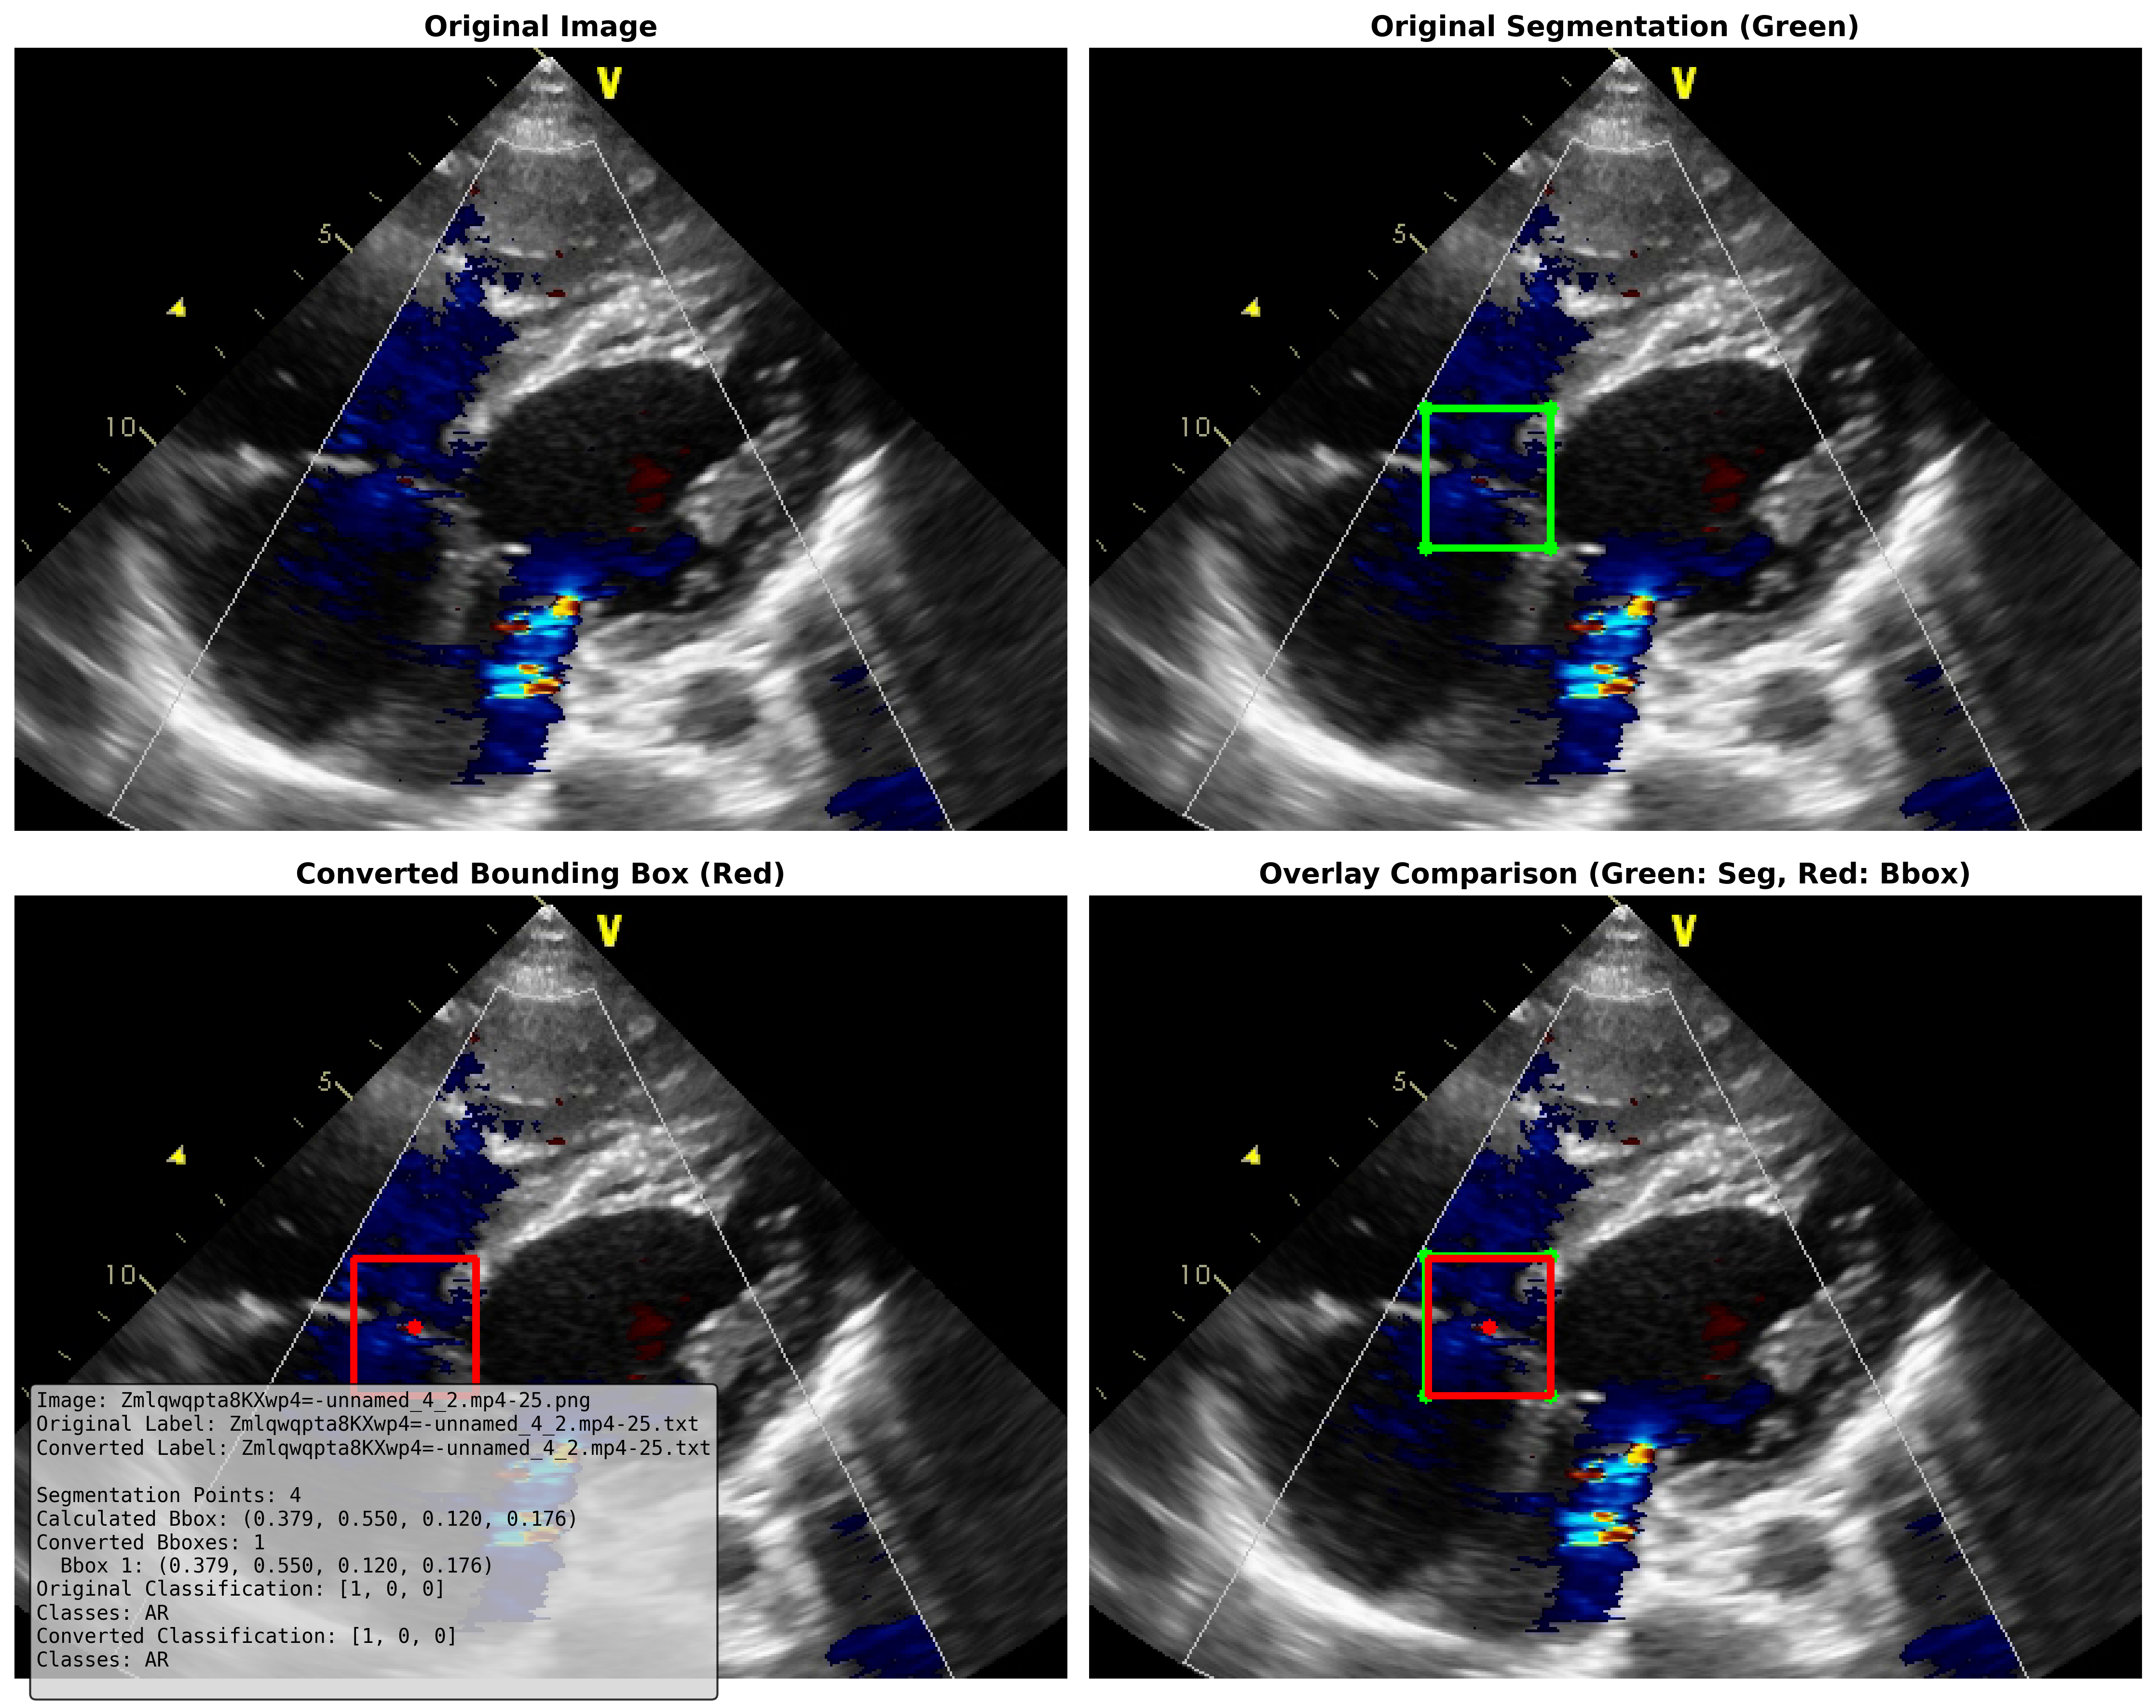 Original Image
Original Segmentation (Green)
V
5
10
V
5
10
Converted Bounding Box (Red)
Overlay Comparison (Green: Seg, Red: Bbox)
V
5
10
V
5
10
Image: Zmlqwqpta8KXwp4=-unnamed_4_2.mp4-25.png
Original Label: Zmlqwqpta8KXwp4=-unnamed_4_2.mp4-25.txt
Converted Label: Zmlqwqpta8KXwp4=-unnamed_4_2.mp4-25.txt
Segmentation Points: 4
Calculated Bbox: (0.379, 0.550, 0.120, 0.176)
Converted Bboxes: 1
Bbox 1: (0.379, 0.550, 0.120, 0.176)
Original Classification: [1, 0, 0]
Classes: AR
Converted Classification: [1, 0, 0]
Classes: AR